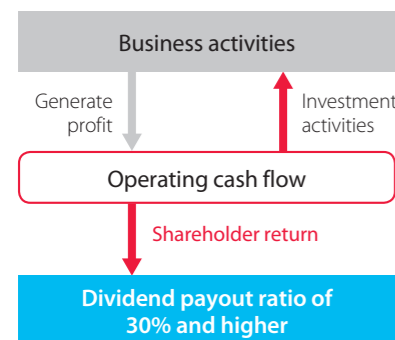 Business activities
Generate
profit
Investment
activities
Operating cash flow
Shareholder return
Dividend payout ratio of
30% and higher